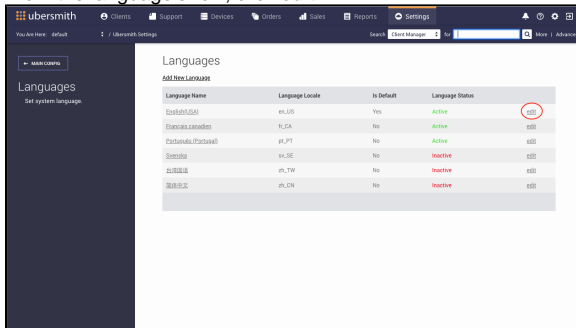 ubersmith Clients Support Devices Orders Sales Reports Settings
You Are Here: default / Ubersmith Settings Search Client Manager for More | Advance
← MAIN CONFIG
Languages
Set system language.
Languages
Add New Language
Language Name Language Locale Is Default Language Status
English(USA) en_US Yes Active edit
Français canadien fr_CA No Active edit
Português (Portugal) pt_PT No Active edit
Svenska sv_SE No Inactive edit
台灣國語 zh_TW No Inactive edit
简体中文 zh_CN No Inactive edit